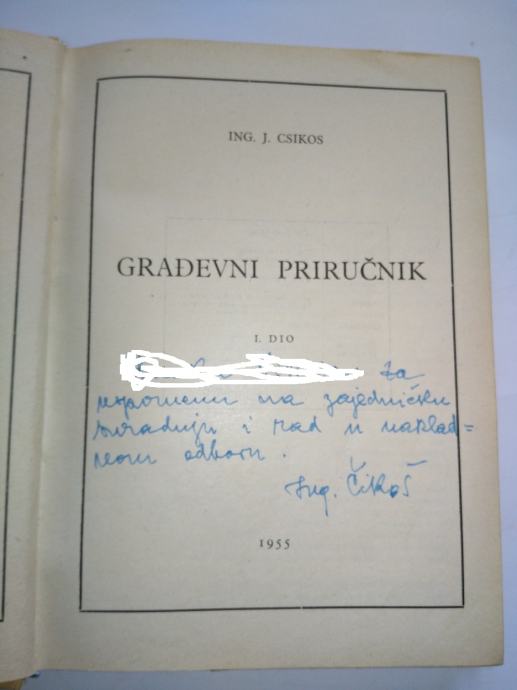 ING. J. CSIKOS
GRAĐEVNI PRIRUČNIK
I. DIO
za
uspomenu na zajedničku
suradnju i rad u naklad=
nom odboru.
Ing. Čikoš
1955